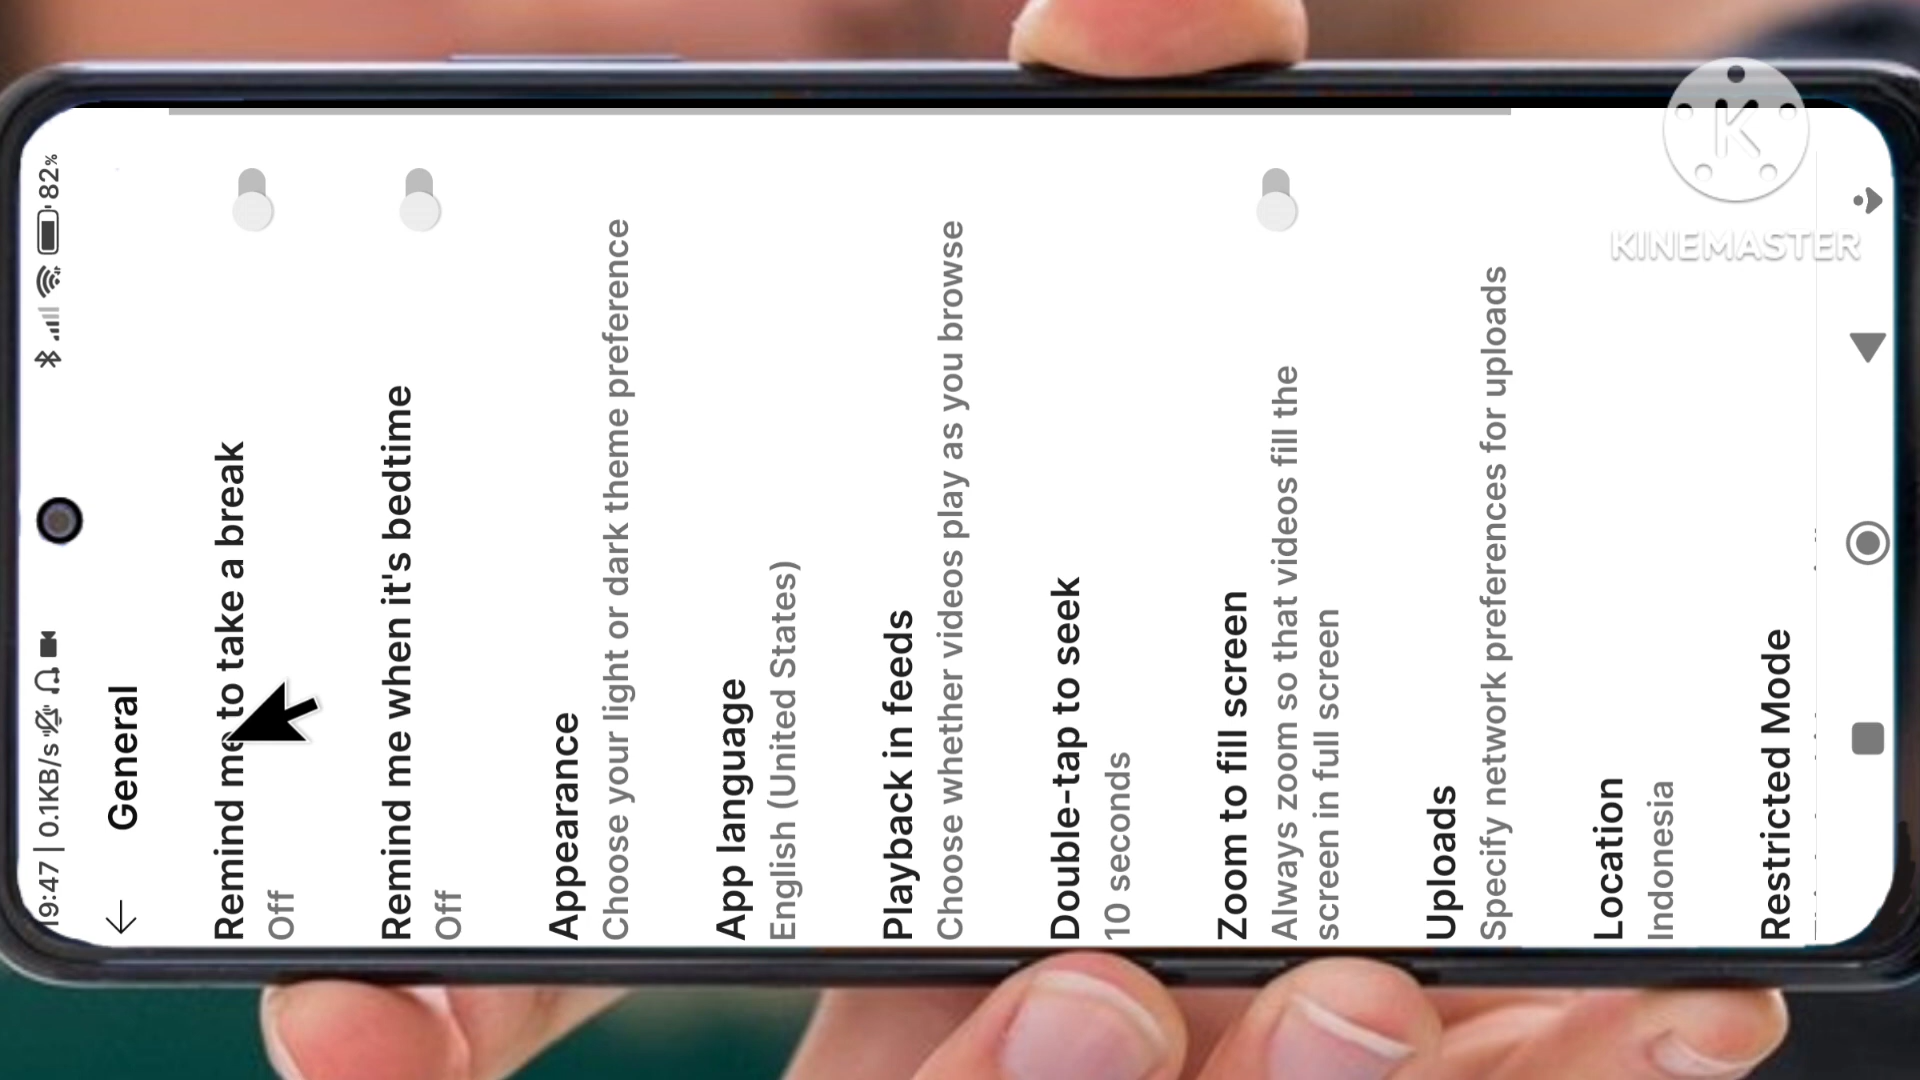 19:47 | 0.1KB/s
82%
General
Remind me to take a break
Off
Remind me when it's bedtime
Off
Appearance
Choose your light or dark theme preference
App language
English (United States)
Playback in feeds
Choose whether videos play as you browse
Double-tap to seek
10 seconds
Zoom to fill screen
Always zoom so that videos fill the
screen in full screen
Uploads
Specify network preferences for uploads
Location
Indonesia
Restricted Mode
K
KINEMASTER